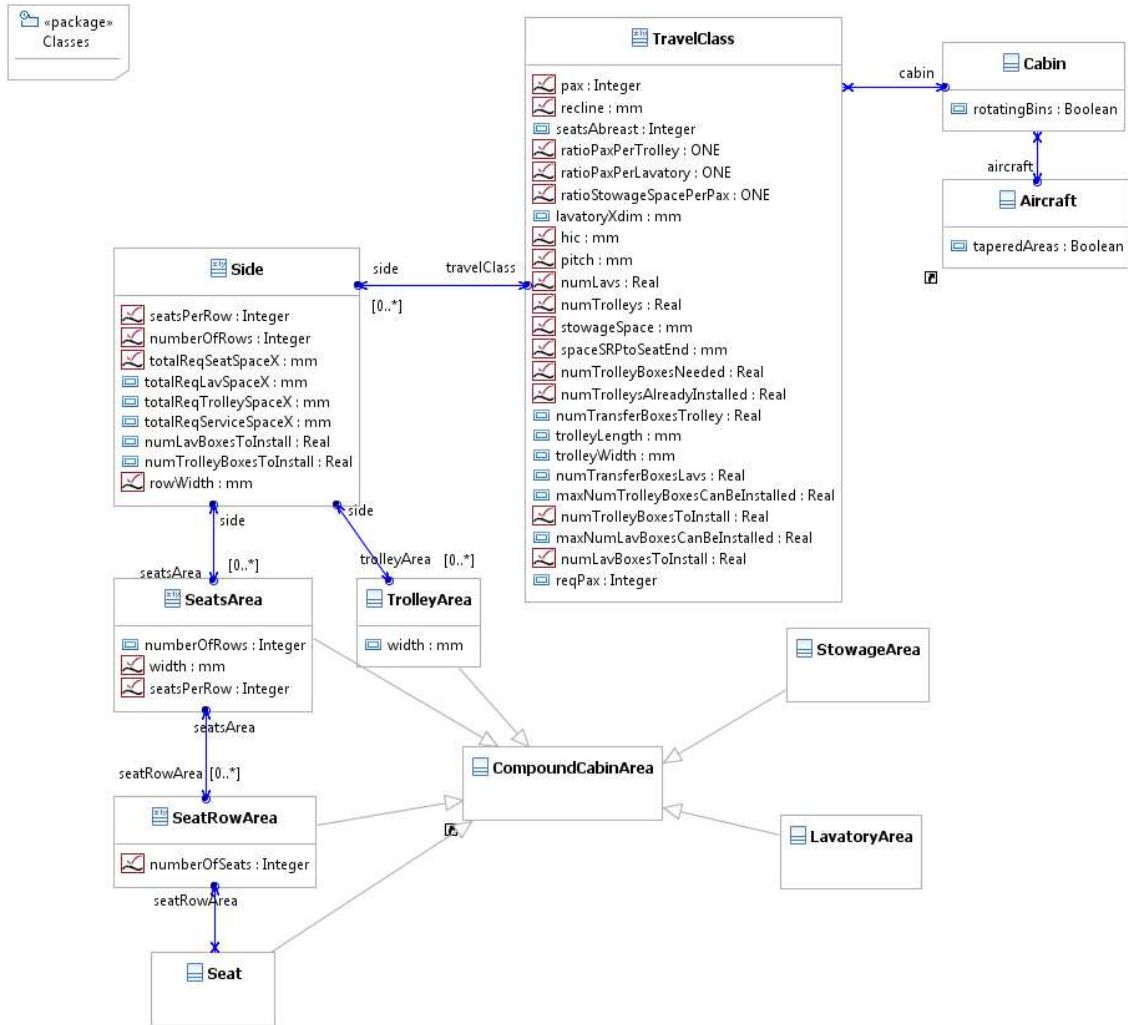 «package»
Classes
TravelClass
pax : Integer
recline : mm
seatsAbreast : Integer
ratioPaxPerTrolley : ONE
ratioPaxPerLavatory : ONE
ratioStowageSpacePerPax : ONE
lavatoryXdim : mm
hic : mm
pitch : mm
numLavs : Real
numTrolleys : Real
stowageSpace : mm
spaceSRPtoSeatEnd : mm
numTrolleyBoxesNeeded : Real
numTrolleysAlreadyInstalled : Real
numTransferBoxesTrolley : Real
trolleyLength : mm
trolleyWidth : mm
numTransferBoxesLavs : Real
maxNumTrolleyBoxesCanBeInstalled : Real
numTrolleyBoxesToInstall : Real
maxNumLavBoxesCanBeInstalled : Real
numLavBoxesToInstall : Real
reqPax : Integer
cabin
Cabin
rotatingBins : Boolean
aircraft
Aircraft
taperedAreas : Boolean
Side
seatsPerRow : Integer
numberOfRows : Integer
totalReqSeatSpaceX : mm
totalReqLavSpaceX : mm
totalReqTrolleySpaceX : mm
totalReqServiceSpaceX : mm
numLavBoxesToInstall : Real
numTrolleyBoxesToInstall : Real
rowWidth : mm
side
travelClass
[0..*]
side
side
seatsArea
[0..*]
trolleyArea
[0..*]
SeatsArea
numberOfRows : Integer
width : mm
seatsPerRow : Integer
TrolleyArea
width : mm
StowageArea
seatsArea
CompoundCabinArea
seatRowArea
[0..*]
SeatRowArea
numberOfSeats : Integer
LavatoryArea
seatRowArea
Seat